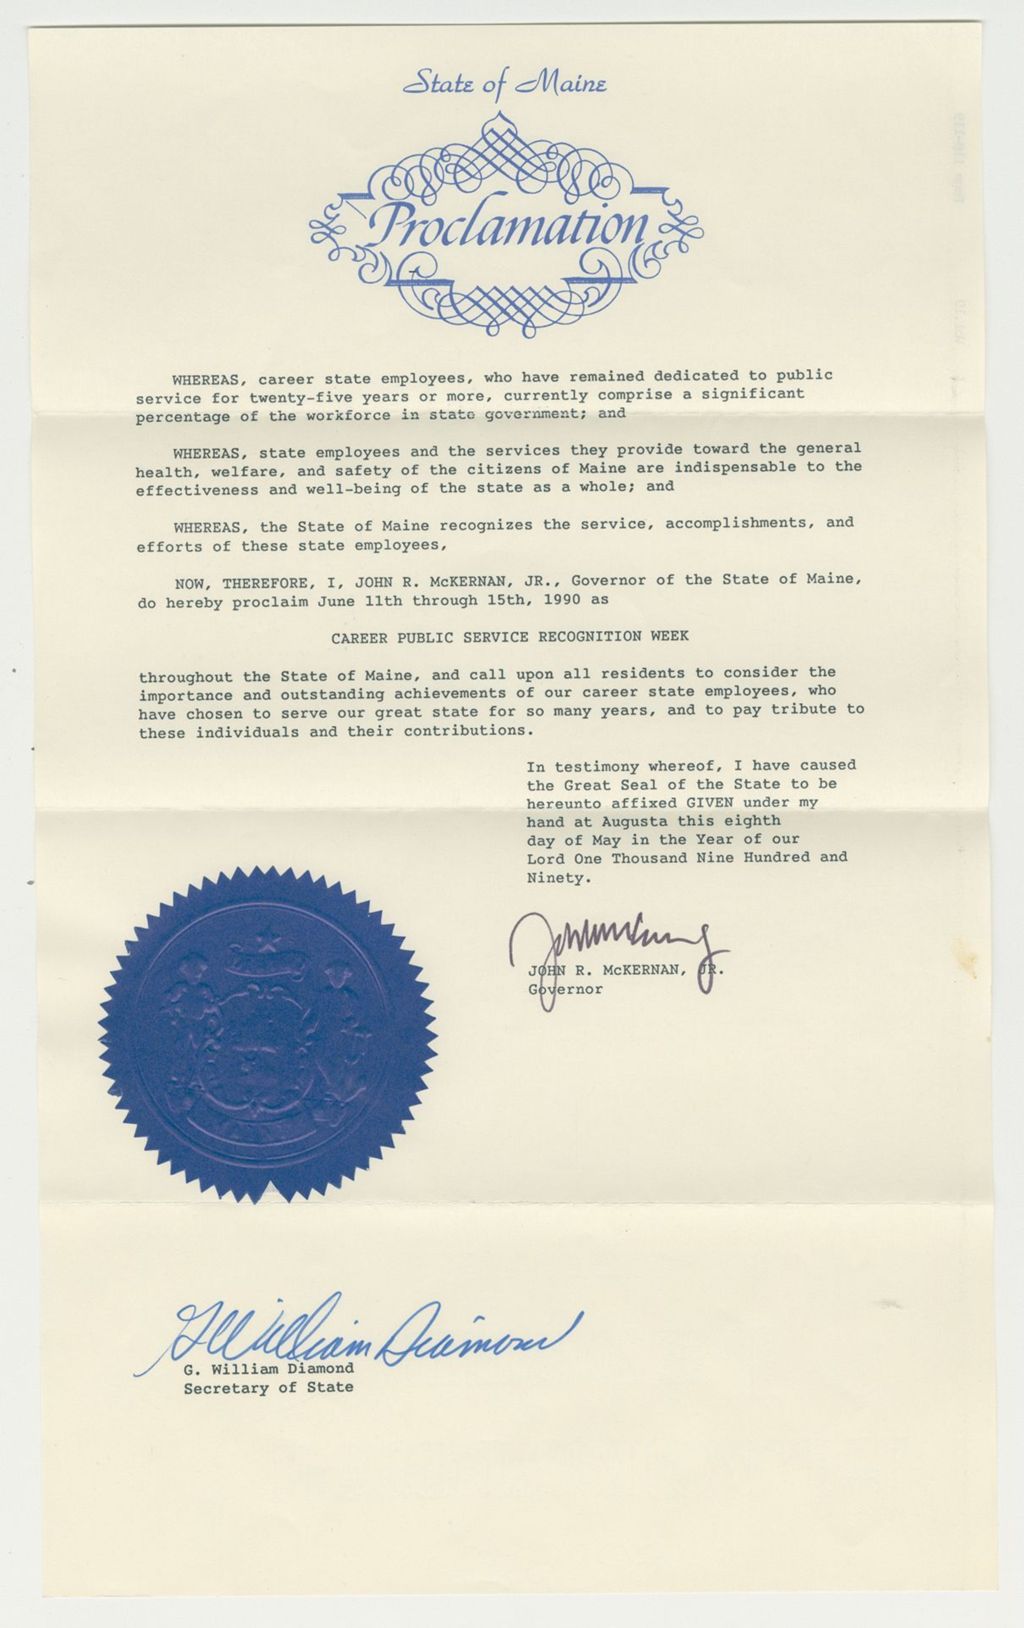 State of Maine
Proclamation
WHEREAS, career state employees, who have remained dedicated to public
service for twenty-five years or more, currently comprise a significant
percentage of the workforce in state government; and
WHEREAS, state employees and the services they provide toward the general
health, welfare, and safety of the citizens of Maine are indispensable to the
effectiveness and well-being of the state as a whole; and
WHEREAS, the State of Maine recognizes the service, accomplishments, and
efforts of these state employees,
NOW, THEREFORE, I, JOHN R. McKERNAN, JR., Governor of the State of Maine,
do hereby proclaim June 11th through 15th, 1990 as
CAREER PUBLIC SERVICE RECOGNITION WEEK
throughout the State of Maine, and call upon all residents to consider the
importance and outstanding achievements of our career state employees, who
have chosen to serve our great state for so many years, and to pay tribute to
these individuals and their contributions.
In testimony whereof, I have caused
the Great Seal of the State to be
hereunto affixed GIVEN under my
hand at Augusta this eighth
day of May in the Year of our
Lord One Thousand Nine Hundred and
Ninety.
JOHN R. McKERNAN, JR.
Governor
G William Diamond
G. William Diamond
Secretary of State